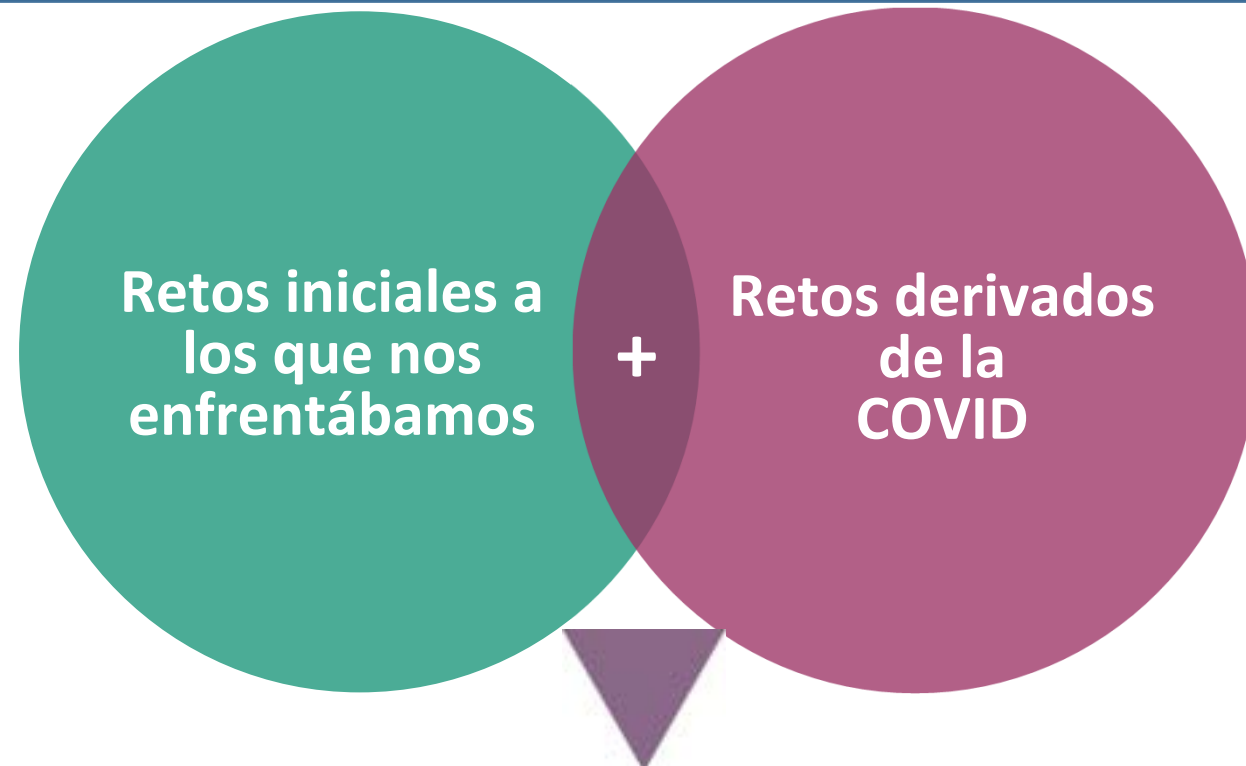 Retos iniciales a
los que nos
enfrentábamos
+
Retos derivados
de la
COVID